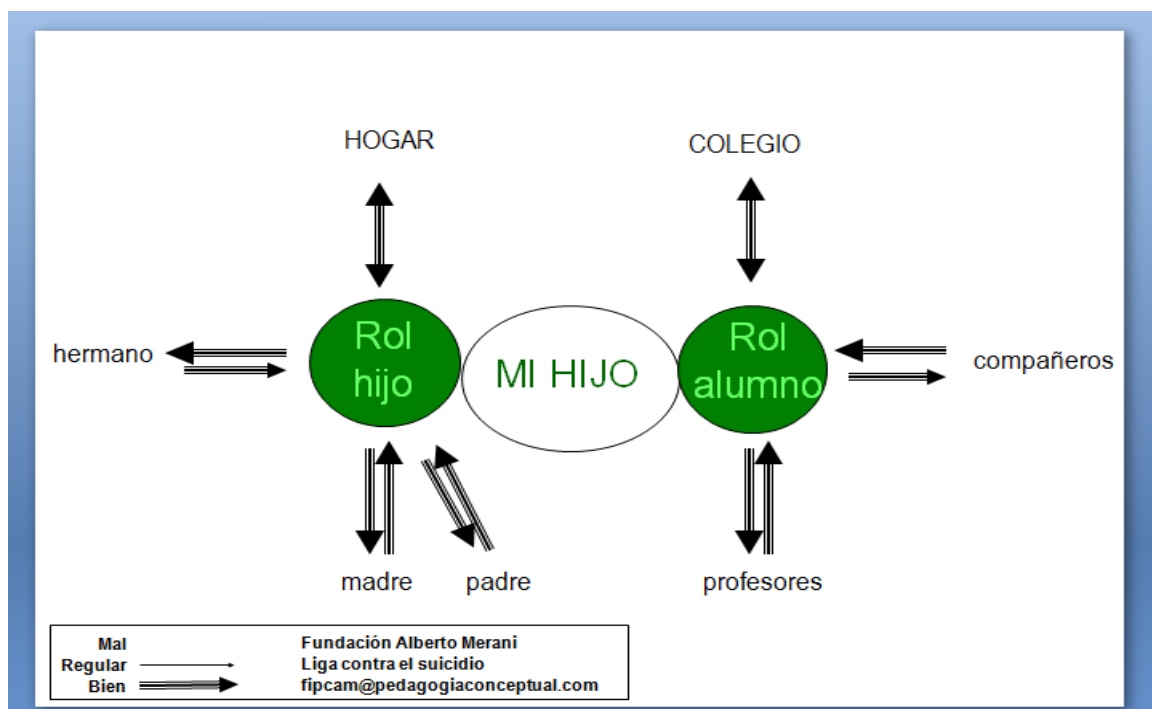 HOGAR
COLEGIO
Rol
hijo
MI HIJO
Rol
alumno
hermano
compañeros
madre
padre
profesores
Mal
Fundación Alberto Merani
Regular
Liga contra el suicidio
Bien
fipcam@pedagogiaconceptual.com